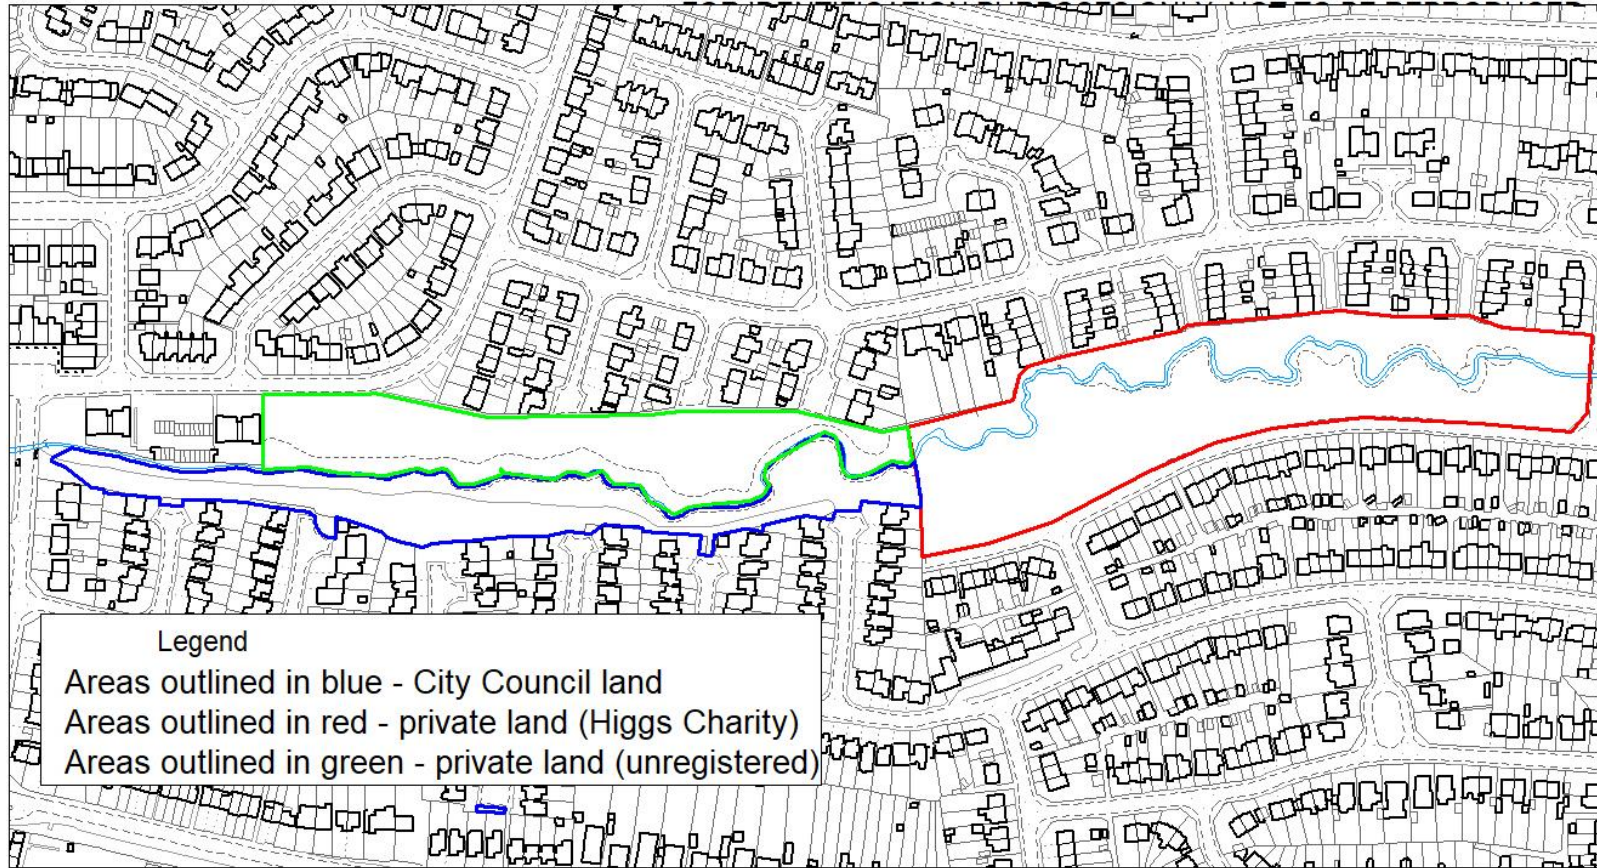 Legend
Areas outlined in blue - City Council land
Areas outlined in red - private land (Higgs Charity)
Areas outlined in green - private land (unregistered)